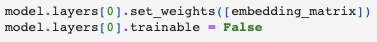 model.layers[0].set_weights([embedding_matrix])
model.layers[0].trainable = False